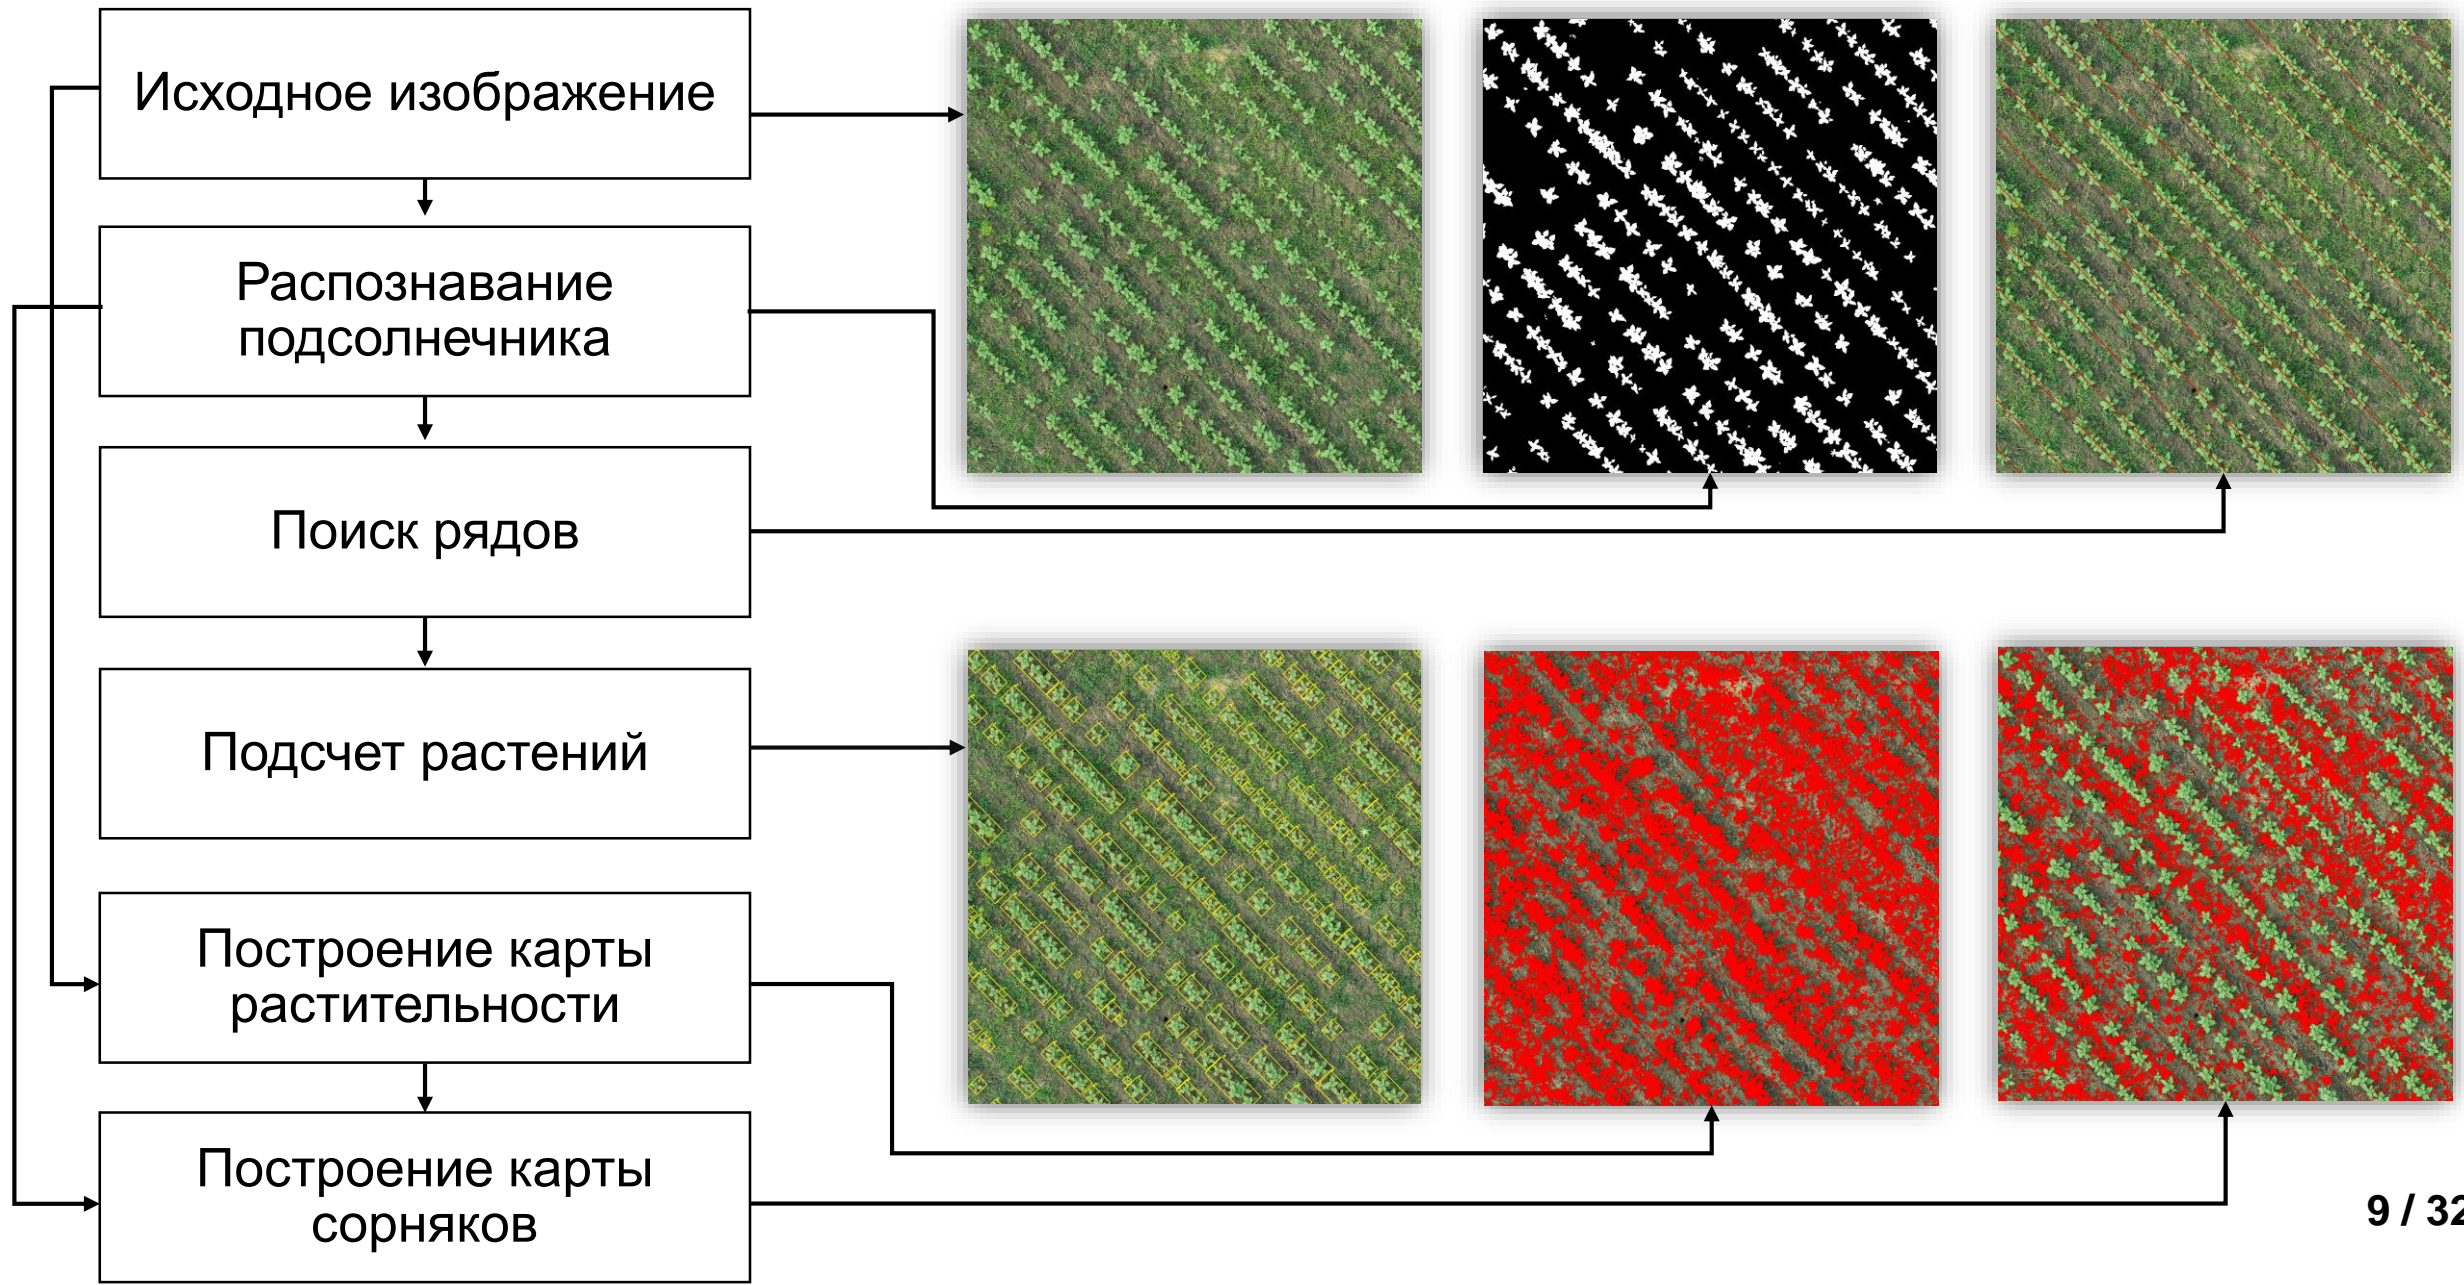 Исходное изображение
Распознавание
подсолнечника
Поиск рядов
Подсчет растений
Построение карты
растительности
Построение карты
сорняков
9 / 32